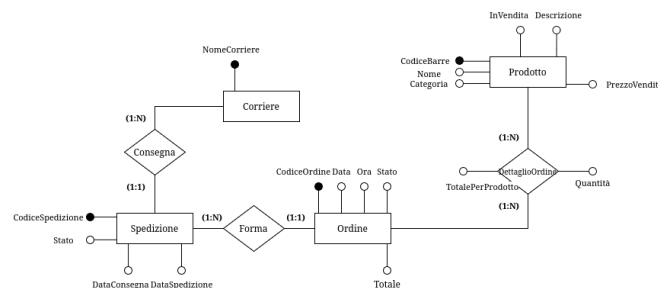 InVendita Descrizione
NomeCorriere
CodiceBarre
Nome
Categoria
Prodotto
PrezzoVendit
Corriere
(1:N)
(1:N)
Consegna
DettaglioOrdine
CodiceOrdine Data Ora Stato
TotalePerProdotto
Quantità
(1:1)
(1:N)
CodiceSpedizione
(1:N)
(1:1)
Spedizione
Forma
Ordine
Stato
DataConsegna DataSpedizione
Totale